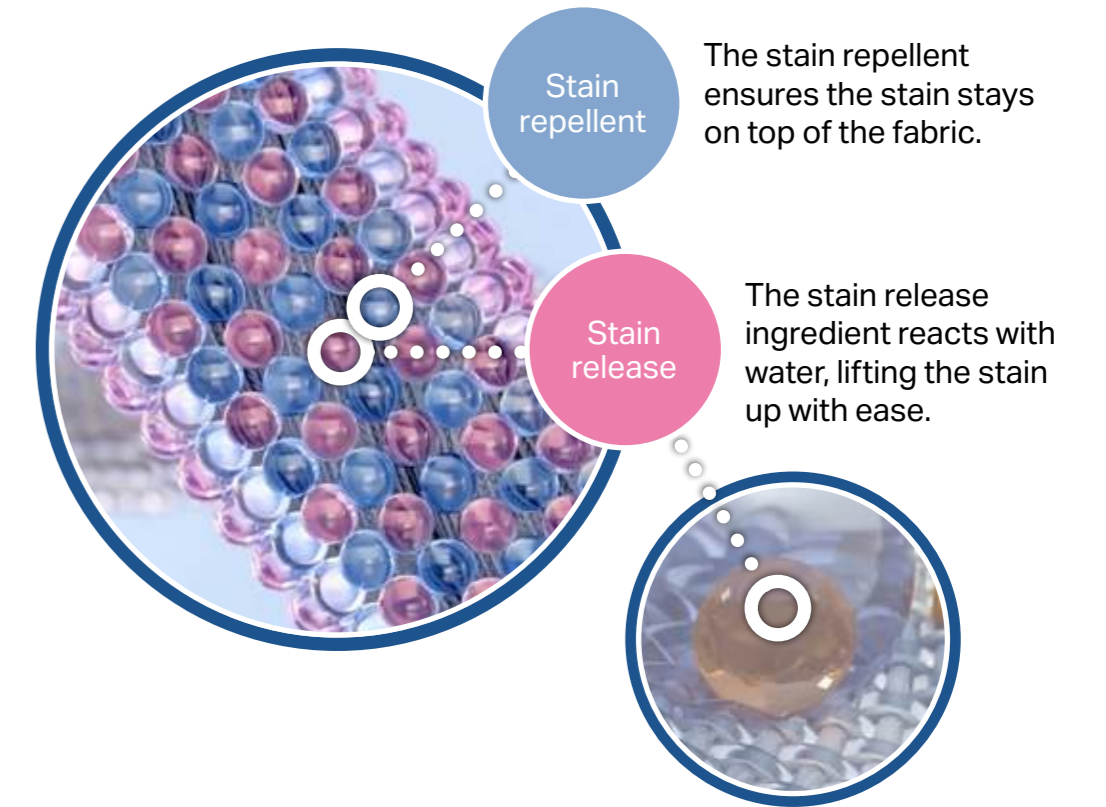 Stain
repellent
The stain repellent
ensures the stain stays
on top of the fabric.
Stain
release
The stain release
ingredient reacts with
water, lifting the stain
up with ease.